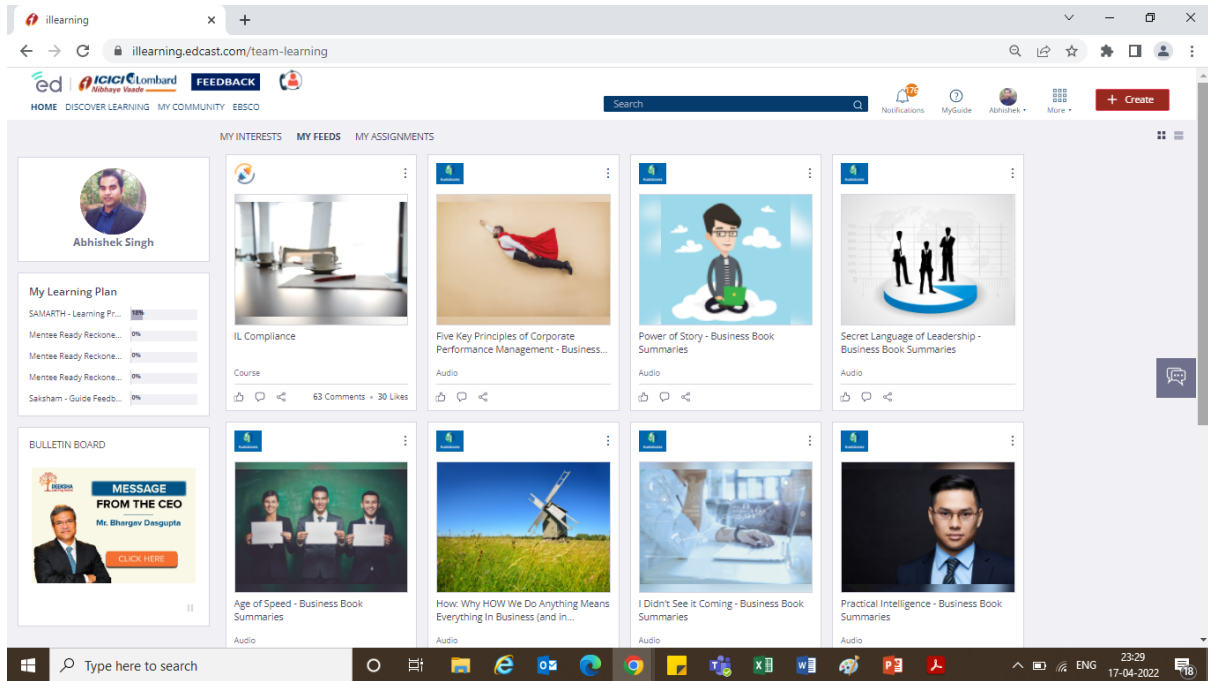 illearning
illearning.edcast.com/team-learning
ed ICICI Lombard FEEDBACK
Nibhaye Vaade
HOME DISCOVER LEARNING MY COMMUNITY EBSCO
Search
Notifications MyGuide Abhishek More
+ Create
MY INTERESTS MY FEEDS MY ASSIGNMENTS
Abhishek Singh
My Learning Plan
SAMARTH - Learning Pr... 18%
Mentee Ready Reckone... 0%
Mentee Ready Reckone... 0%
Mentee Ready Reckone... 0%
Saksham - Guide Feedb... 0%
BULLETIN BOARD
MESSAGE
FROM THE CEO
Mr. Bhargav Dasgupta
CLICK HERE
IL Compliance
Course
63 Comments • 30 Likes
Five Key Principles of Corporate
Performance Management - Business...
Audio
Power of Story - Business Book
Summaries
Audio
Secret Language of Leadership -
Business Book Summaries
Audio
Age of Speed - Business Book
Summaries
Audio
How: Why HOW We Do Anything Means
Everything In Business (and in...
Audio
I Didn't See it Coming - Business Book
Summaries
Audio
Practical Intelligence - Business Book
Summaries
Audio
Type here to search
ENG
23:29
17-04-2022
18